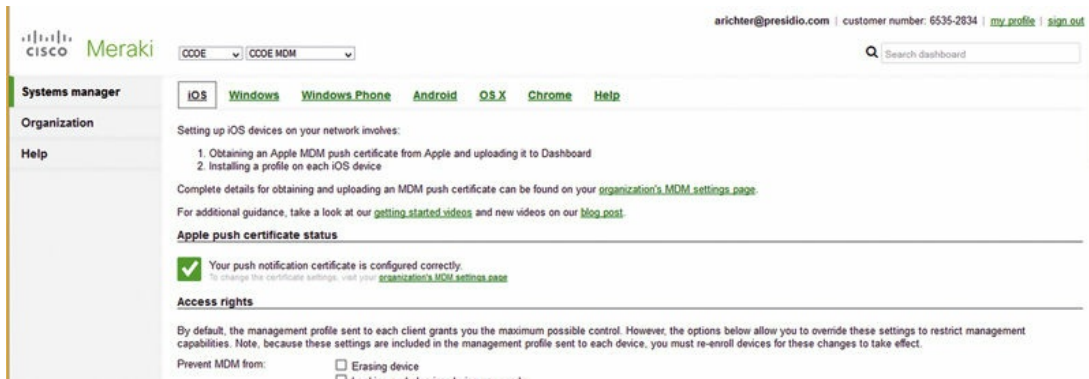 arichter@presidio.com | customer number: 6535-2834 | my profile | sign out
CISCO Meraki
CCOE CCOE MDM
Search dashboard
Systems manager
Organization
Help
iOS Windows Windows Phone Android OS X Chrome Help
Setting up iOS devices on your network involves:
1. Obtaining an Apple MDM push certificate from Apple and uploading it to Dashboard
2. Installing a profile on each iOS device
Complete details for obtaining and uploading an MDM push certificate can be found on your organization's MDM settings page.
For additional guidance, take a look at our getting started videos and new videos on our blog post.
Apple push certificate status
Your push notification certificate is configured correctly.
To change the certificate settings, visit your organization's MDM settings page
Access rights
By default, the management profile sent to each client grants you the maximum possible control. However, the options below allow you to override these settings to restrict management
capabilities. Note, because these settings are included in the management profile sent to each device, you must re-enroll devices for these changes to take effect.
Prevent MDM from:
Erasing device